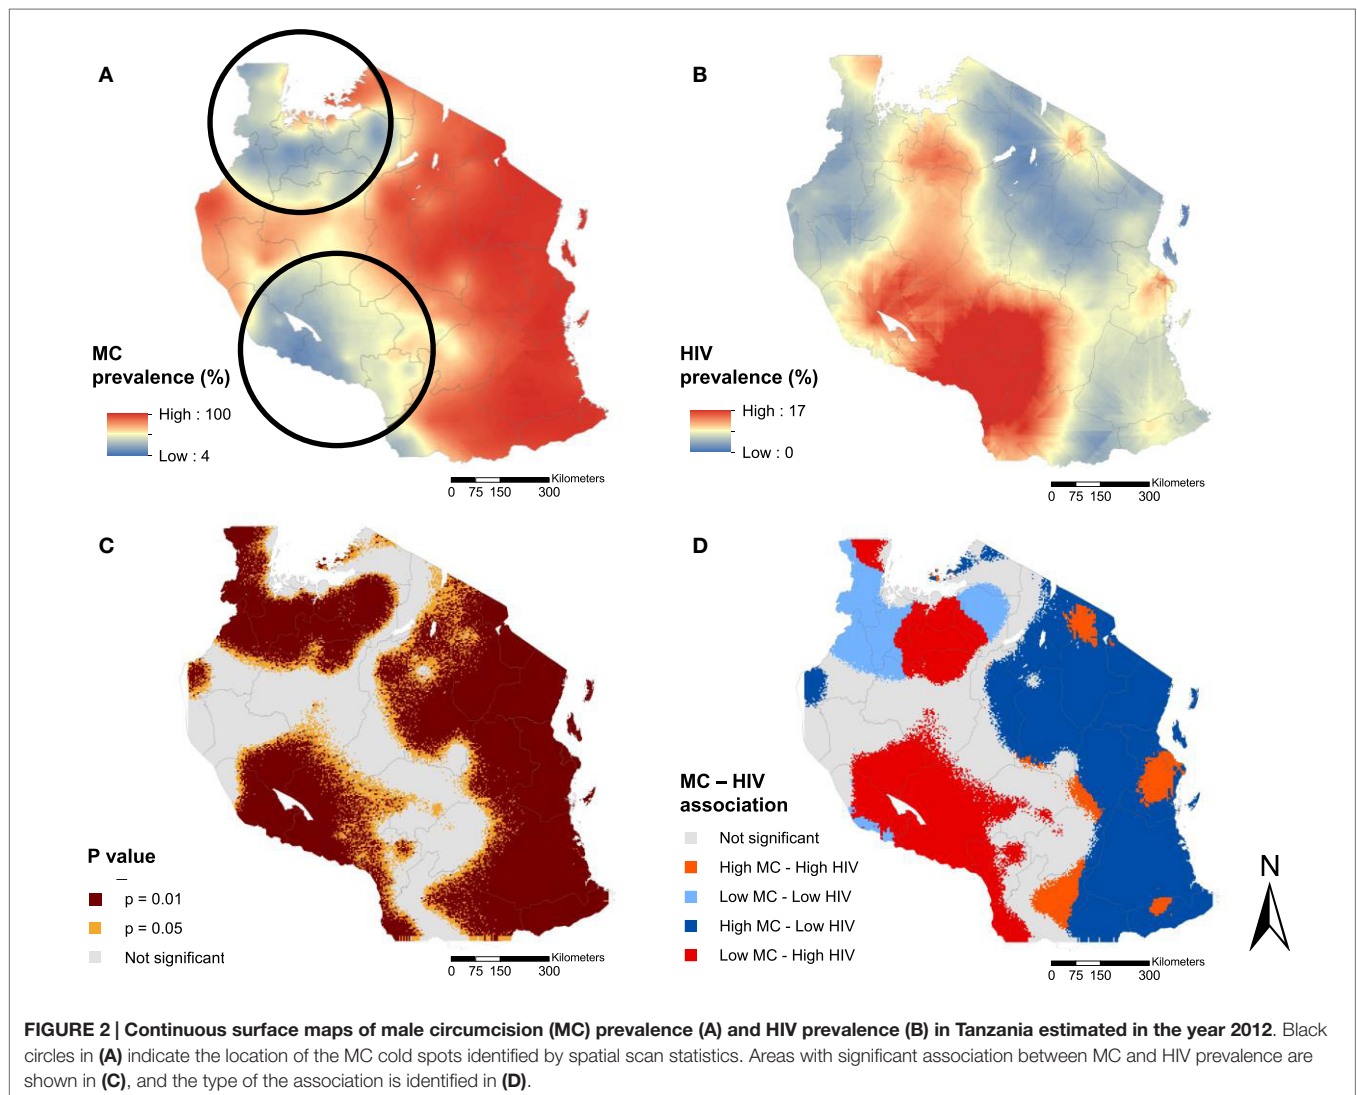 A
MC
prevalence (%)
High : 100
Low : 4
Kilometers
0 75 150 300
B
HIV
prevalence (%)
High : 17
Low : 0
Kilometers
0 75 150 300
C
P value
p = 0.01
p = 0.05
Not significant
Kilometers
0 75 150 300
D
MC – HIV
association
Not significant
High MC - High HIV
Low MC - Low HIV
High MC - Low HIV
Low MC - High HIV
Kilometers
0 75 150 300
N
FIGURE 2 | Continuous surface maps of male circumcision (MC) prevalence (A) and HIV prevalence (B) in Tanzania estimated in the year 2012. Black
circles in (A) indicate the location of the MC cold spots identified by spatial scan statistics. Areas with significant association between MC and HIV prevalence are
shown in (C), and the type of the association is identified in (D).